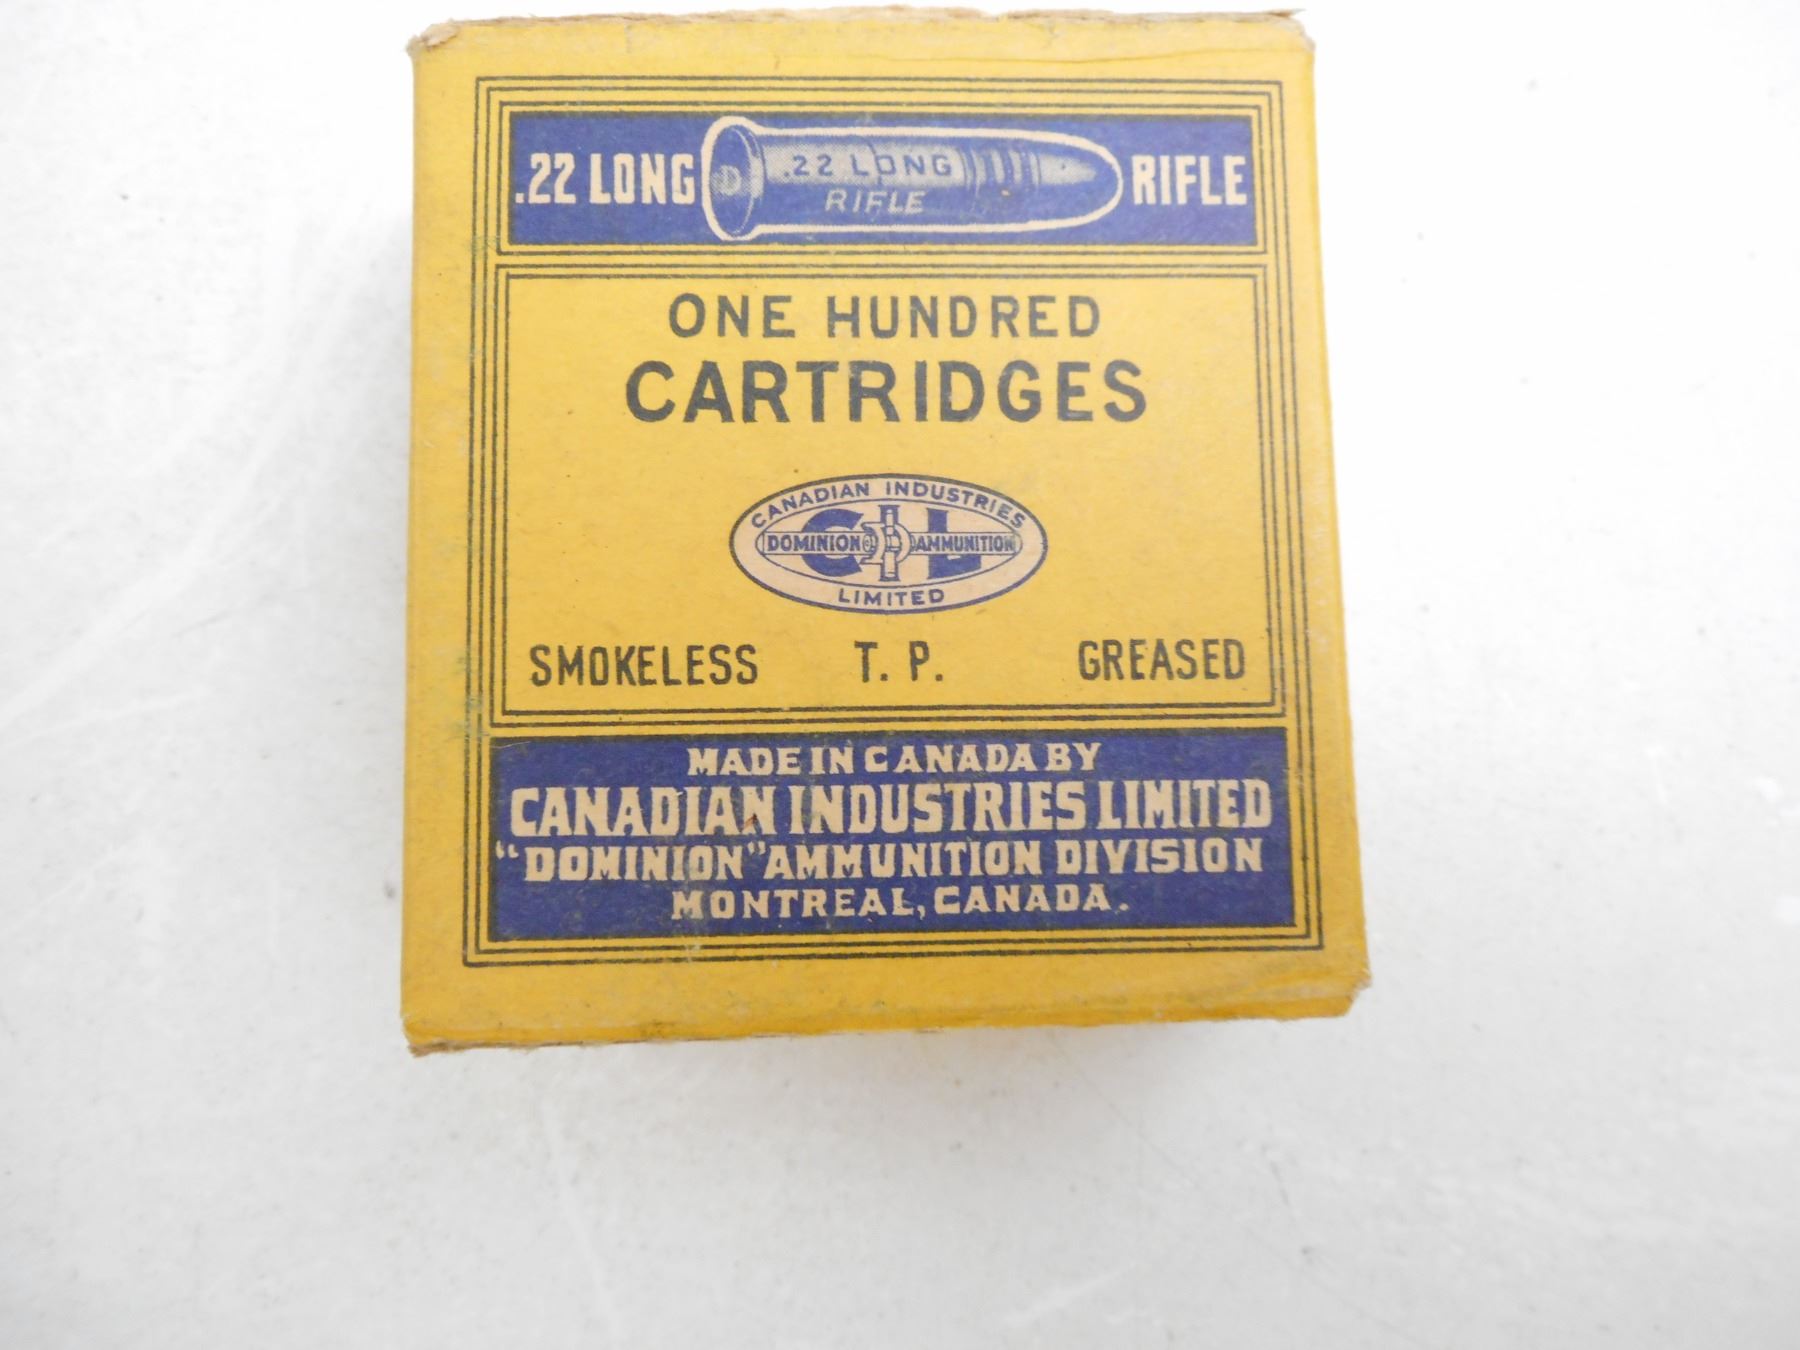 .22 LONG RIFLE
D .22 LONG
RIFLE
ONE HUNDRED
CARTRIDGES
CANADIAN INDUSTRIES
CIL
DOMINION AMMUNITION
LIMITED
SMOKELESS T. P. GREASED
MADE IN CANADA BY
CANADIAN INDUSTRIES LIMITED
"DOMINION" AMMUNITION DIVISION
MONTREAL, CANADA.